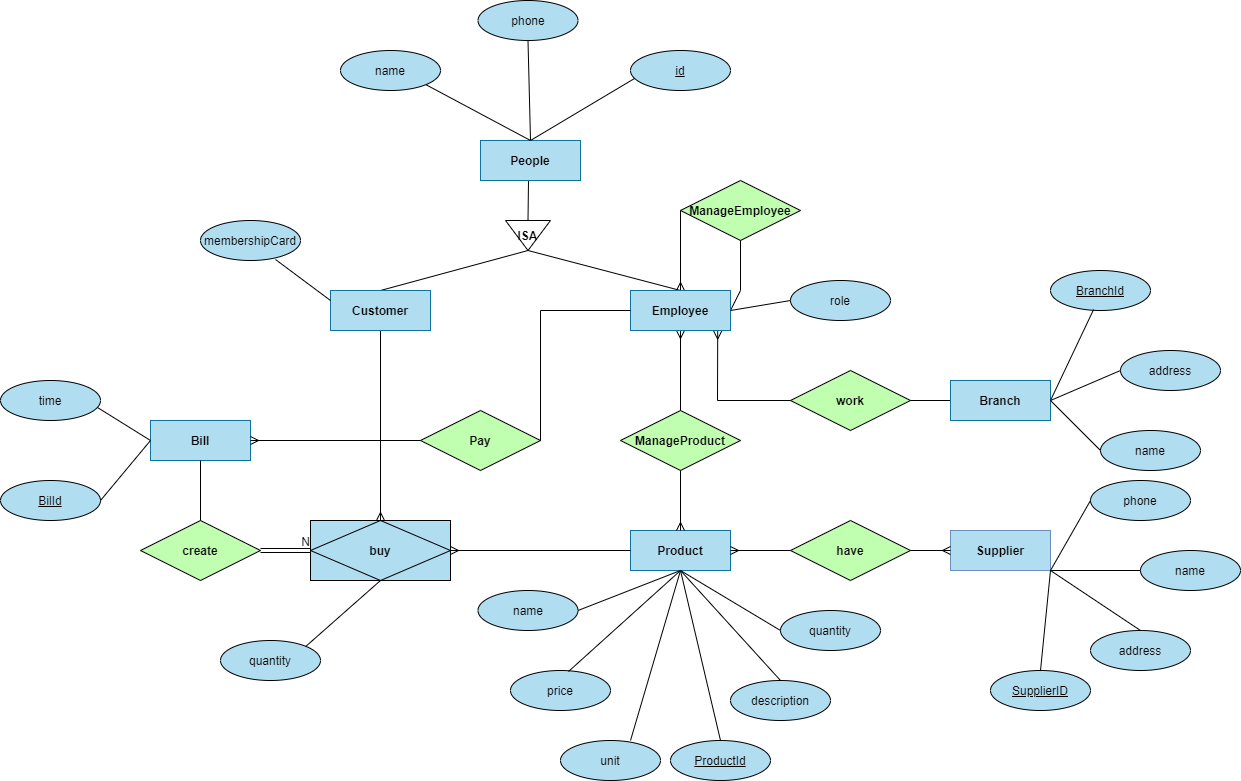 phone
name
id
People
ManageEmployee
ISA
membershipCard
Customer
Employee
role
BranchId
address
Branch
name
work
time
Bill
Pay
ManageProduct
BillId
phone
create
N
buy
Product
have
Supplier
name
name
quantity
address
quantity
price
description
SupplierID
unit
ProductId